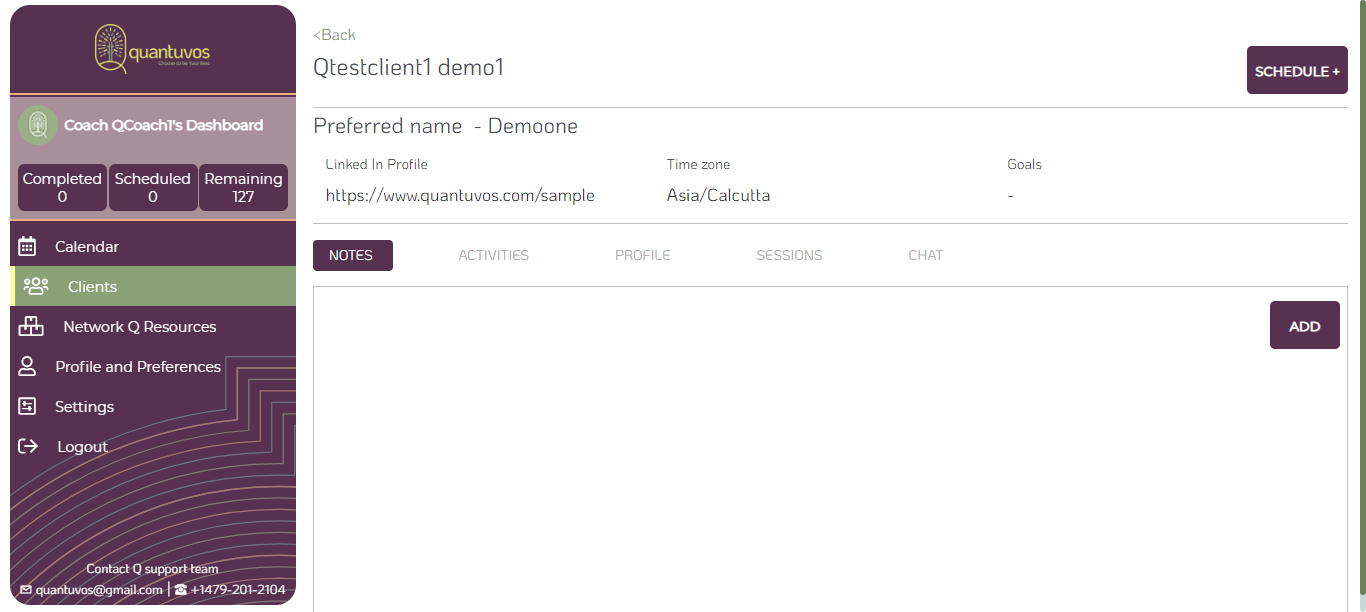 quantuvos
Choose to be Your Best
Coach QCoach1's Dashboard
Completed
0
Scheduled
0
Remaining
127
Calendar
Clients
Network Q Resources
Profile and Preferences
Settings
Logout
Contact Q support team
quantuvos@gmail.com | +1479-201-2104
<Back
Qtestclient1 demo1
SCHEDULE +
Preferred name - Demoone
Linked In Profile Time zone Goals
https://www.quantuvos.com/sample Asia/Calcutta -
NOTES ACTIVITIES PROFILE SESSIONS CHAT
ADD